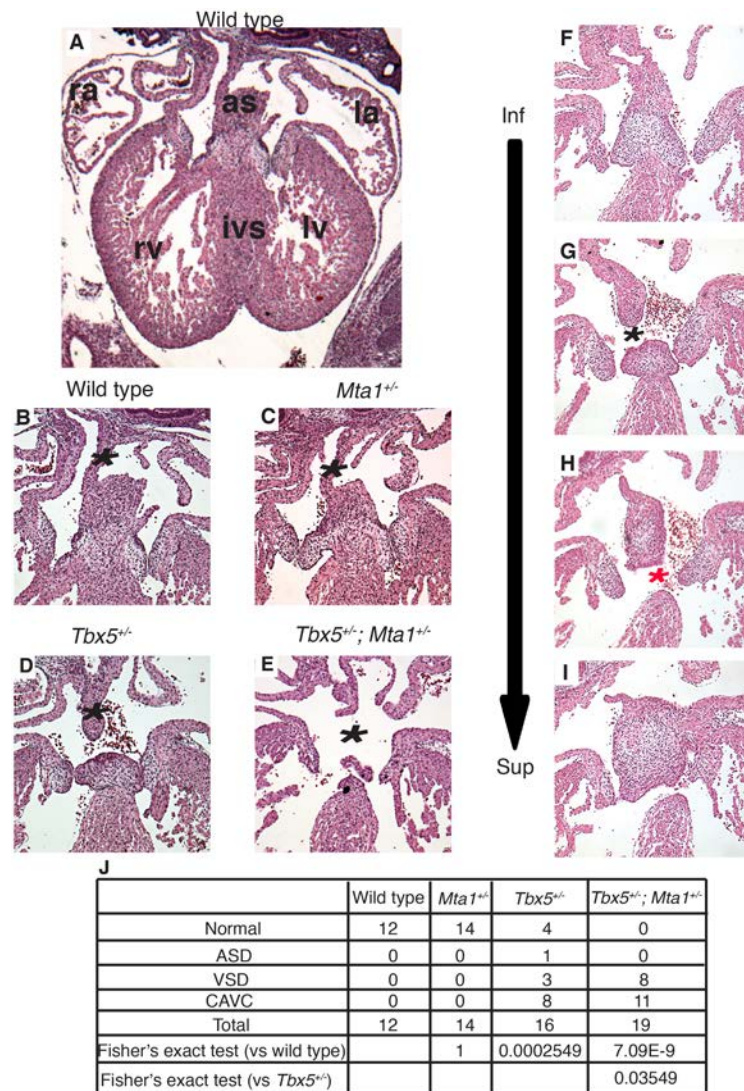 Wild type
A
ra
as
la
rv
ivs
lv
Wild type
Mta1+/-
B
C
Tbx5+/-
Tbx5+/-; Mta1+/-
D
E
Inf
Sup
F
G
H
I
J
Wild type Mta1+/- Tbx5+/- Tbx5+/-; Mta1+/-
Normal 12 14 4 0
ASD 0 0 1 0
VSD 0 0 3 8
CAVC 0 0 8 11
Total 12 14 16 19
Fisher's exact test (vs wild type) 1 0.0002549 7.09E-9
Fisher's exact test (vs Tbx5+/-) 0.03549